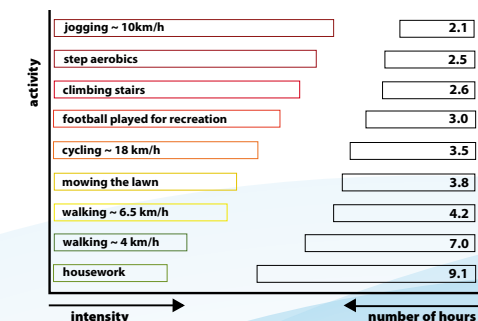 activity
jogging ~ 10km/h 2.1
step aerobics 2.5
climbing stairs 2.6
football played for recreation 3.0
cycling ~ 18 km/h 3.5
mowing the lawn 3.8
walking ~ 6.5 km/h 4.2
walking ~ 4 km/h 7.0
housework 9.1
intensity number of hours